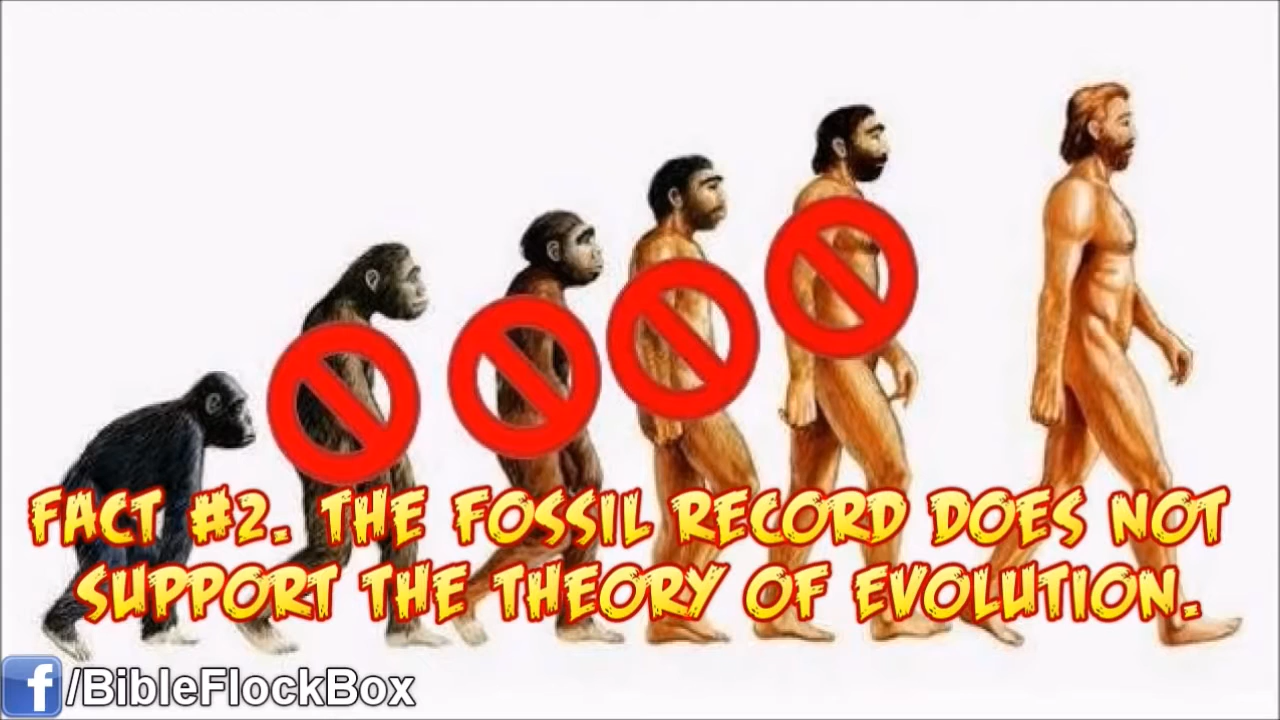 FACT #2. THE FOSSIL RECORD DOES NOT
SUPPORT THE THEORY OF EVOLUTION.
f /BibleFlockBox